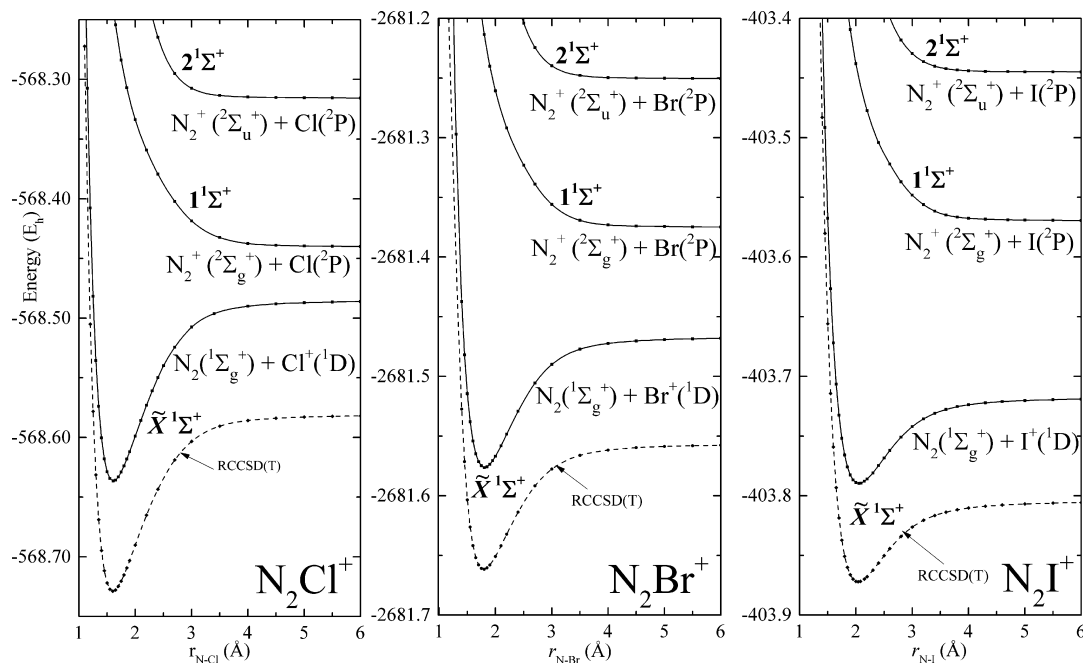 2¹Σ⁺
N₂⁺ (²Σᵤ⁺) + Cl(²P)
1¹Σ⁺
N₂⁺ (²Σg⁺) + Cl(²P)
N₂(¹Σg⁺) + Cl⁺(¹D)
X̃ ¹Σ⁺
RCCSD(T)
N₂Cl⁺
-568.30
-568.40
-568.50
-568.60
-568.70
Energy (Eₕ)
1 2 3 4 5 6
r_N-Cl (Å)
2¹Σ⁺
N₂⁺ (²Σᵤ⁺) + Br(²P)
1¹Σ⁺
N₂⁺ (²Σg⁺) + Br(²P)
N₂(¹Σg⁺) + Br⁺(¹D)
X̃ ¹Σ⁺
RCCSD(T)
N₂Br⁺
-2681.2
-2681.3
-2681.4
-2681.5
-2681.6
-2681.7
1 2 3 4 5 6
r_N-Br (Å)
2¹Σ⁺
N₂⁺ (²Σᵤ⁺) + I(²P)
1¹Σ⁺
N₂⁺ (²Σg⁺) + I(²P)
N₂(¹Σg⁺) + I⁺(¹D)
X̃ ¹Σ⁺
RCCSD(T)
N₂I⁺
-403.4
-403.5
-403.6
-403.7
-403.8
-403.9
1 2 3 4 5 6
r_N-I (Å)